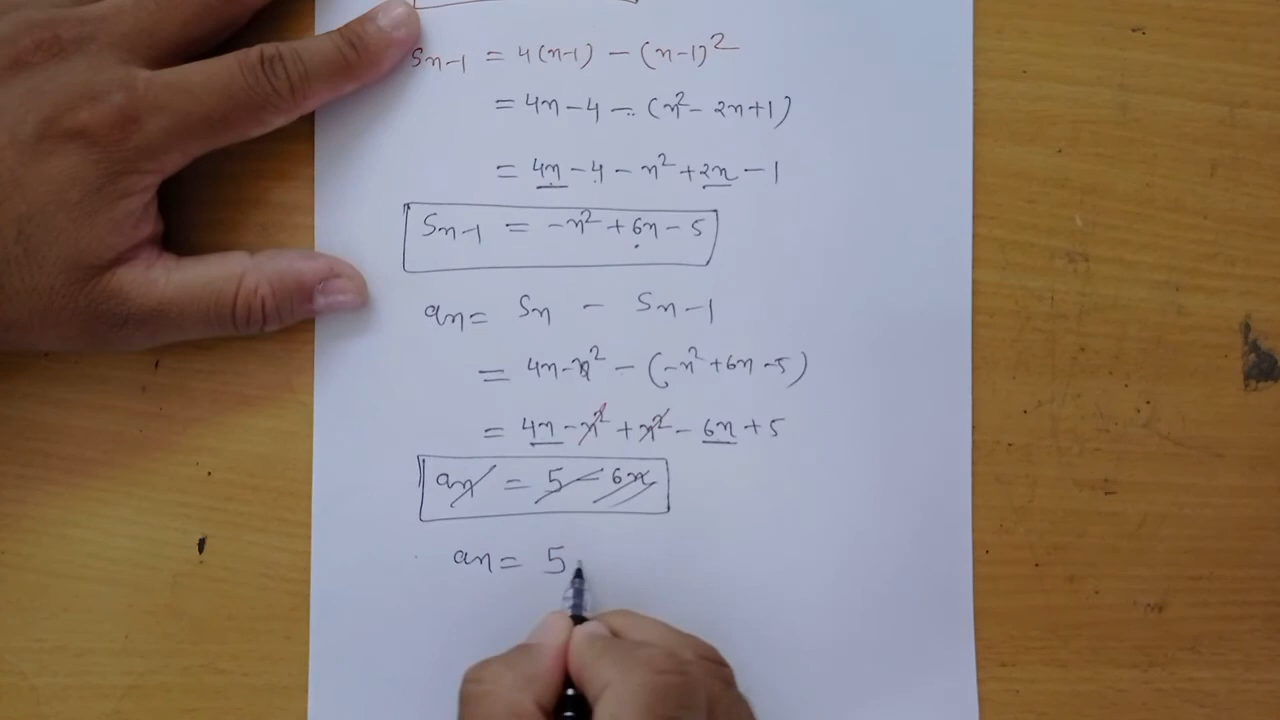 Sn-1 = 4(n-1) - (n-1)²
= 4n - 4 - (n² - 2n + 1)
= 4n - 4 - n² + 2n - 1
Sn-1 = -n² + 6n - 5
an = Sn - Sn-1
= 4n - n² - (-n² + 6n - 5)
= 4n - n² + n² - 6n + 5
an = 5 - 6n
an = 5